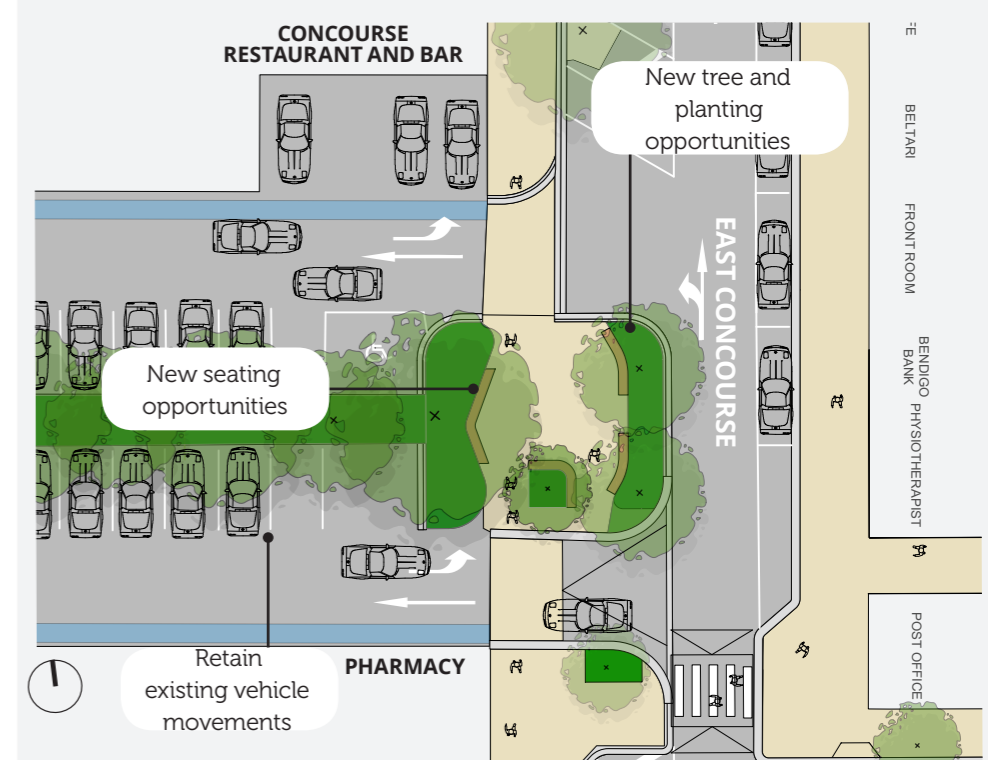 CONCOURSE
RESTAURANT AND BAR
New tree and
planting
opportunities
BELTARI
FRONT ROOM
EAST CONCOURSE
BENDIGO
BANK
PHYSIOTHERAPIST
New seating
opportunities
POST OFFICE
Retain
existing vehicle
movements
PHARMACY